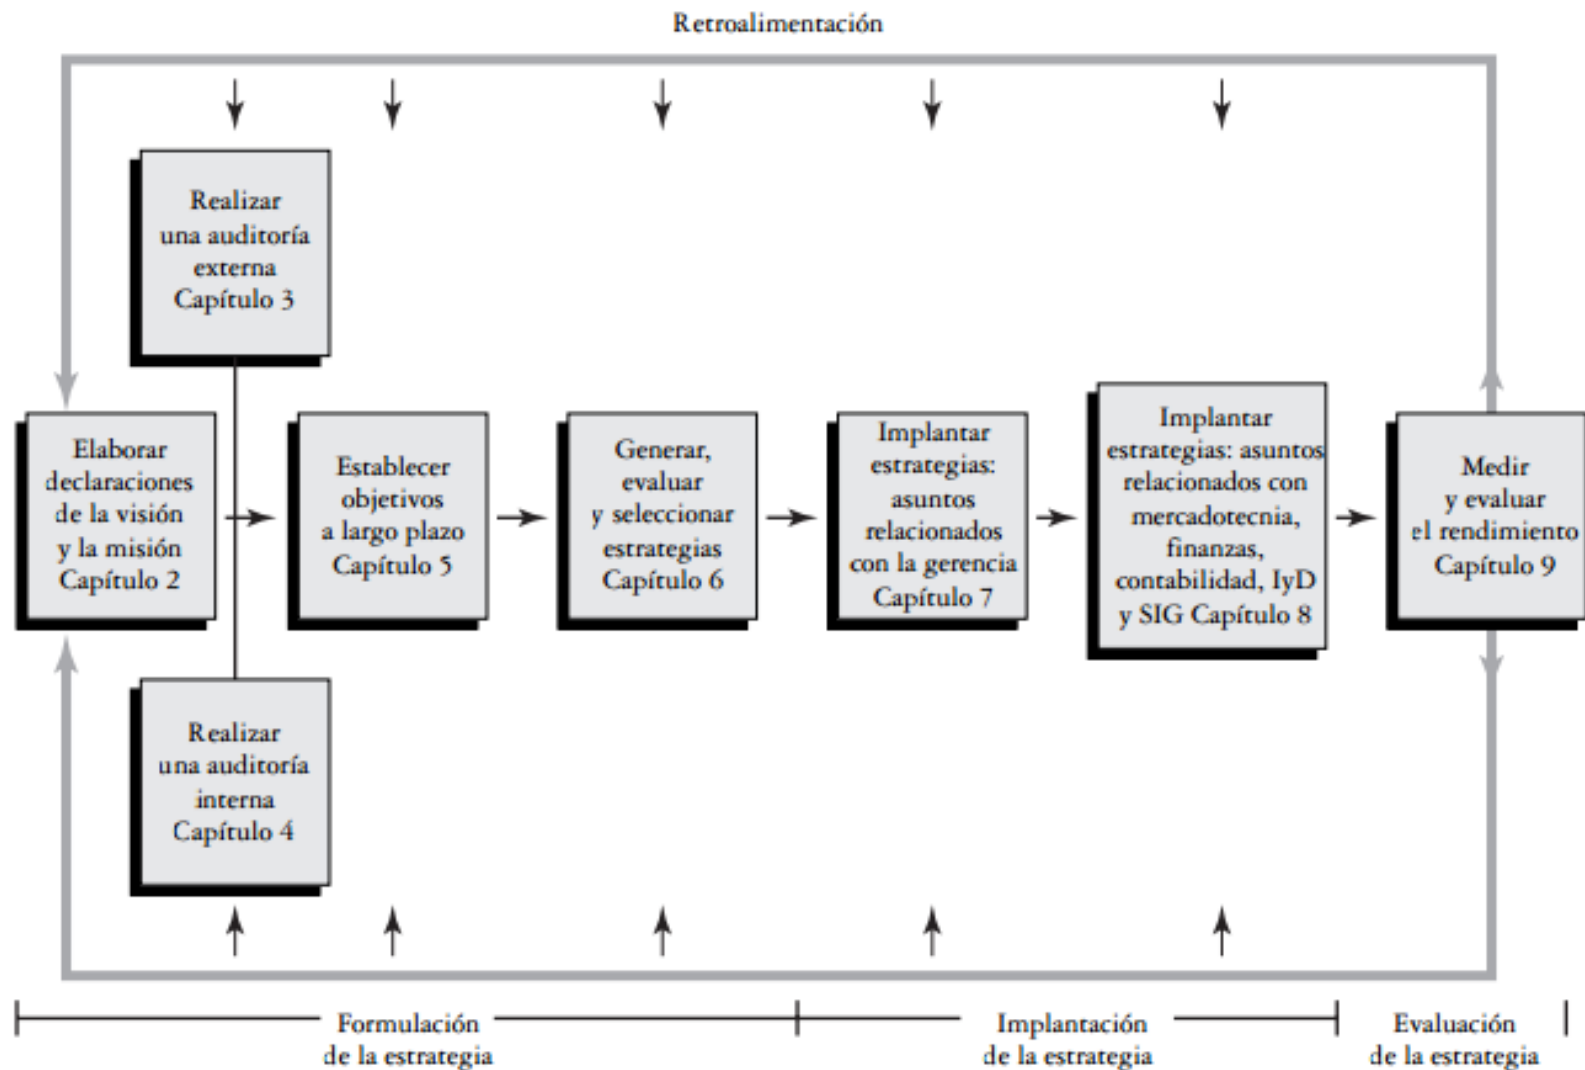 Retroalimentación
Realizar
una auditoría
externa
Capítulo 3
Elaborar
declaraciones
de la visión
y la misión
Capítulo 2
Establecer
objetivos
a largo plazo
Capítulo 5
Generar,
evaluar
y seleccionar
estrategias
Capítulo 6
Implantar
estrategias:
asuntos
relacionados
con la gerencia
Capítulo 7
Implantar
estrategias: asuntos
relacionados con
mercadotecnia,
finanzas,
contabilidad, IyD
y SIG Capítulo 8
Medir
y evaluar
el rendimiento
Capítulo 9
Realizar
una auditoría
interna
Capítulo 4
Formulación
de la estrategia
Implantación
de la estrategia
Evaluación
de la estrategia